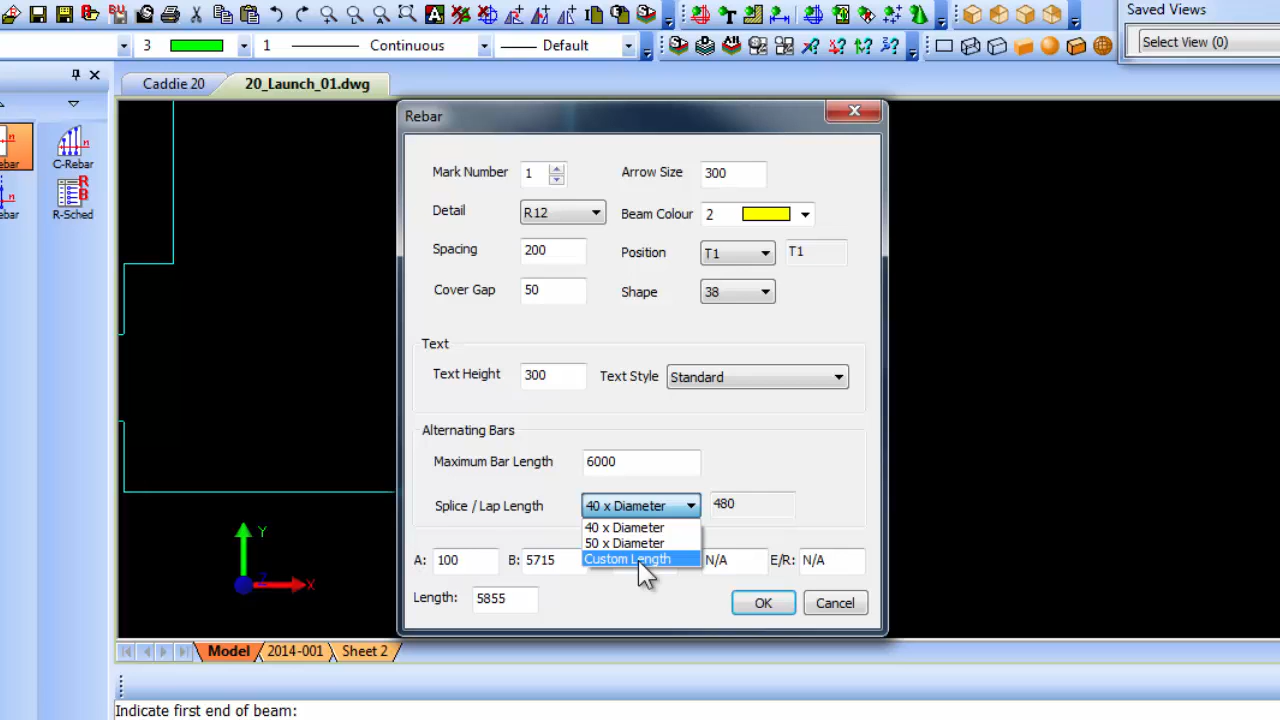 Saved Views
Select View (0)
3
1
Continuous
Default
Caddie 20
20_Launch_01.dwg
C-Rebar
R-Sched
Rebar
Mark Number 1
Arrow Size 300
Detail R12
Beam Colour 2
Spacing 200
Position T1 T1
Cover Gap 50
Shape 38
Text
Text Height 300
Text Style Standard
Alternating Bars
Maximum Bar Length 6000
Splice / Lap Length 40 x Diameter 480
40 x Diameter
50 x Diameter
Custom Length
A: 100 B: 5715 N/A E/R: N/A
Length: 5855
OK Cancel
Y
Z
X
Model 2014-001 Sheet 2
Indicate first end of beam: